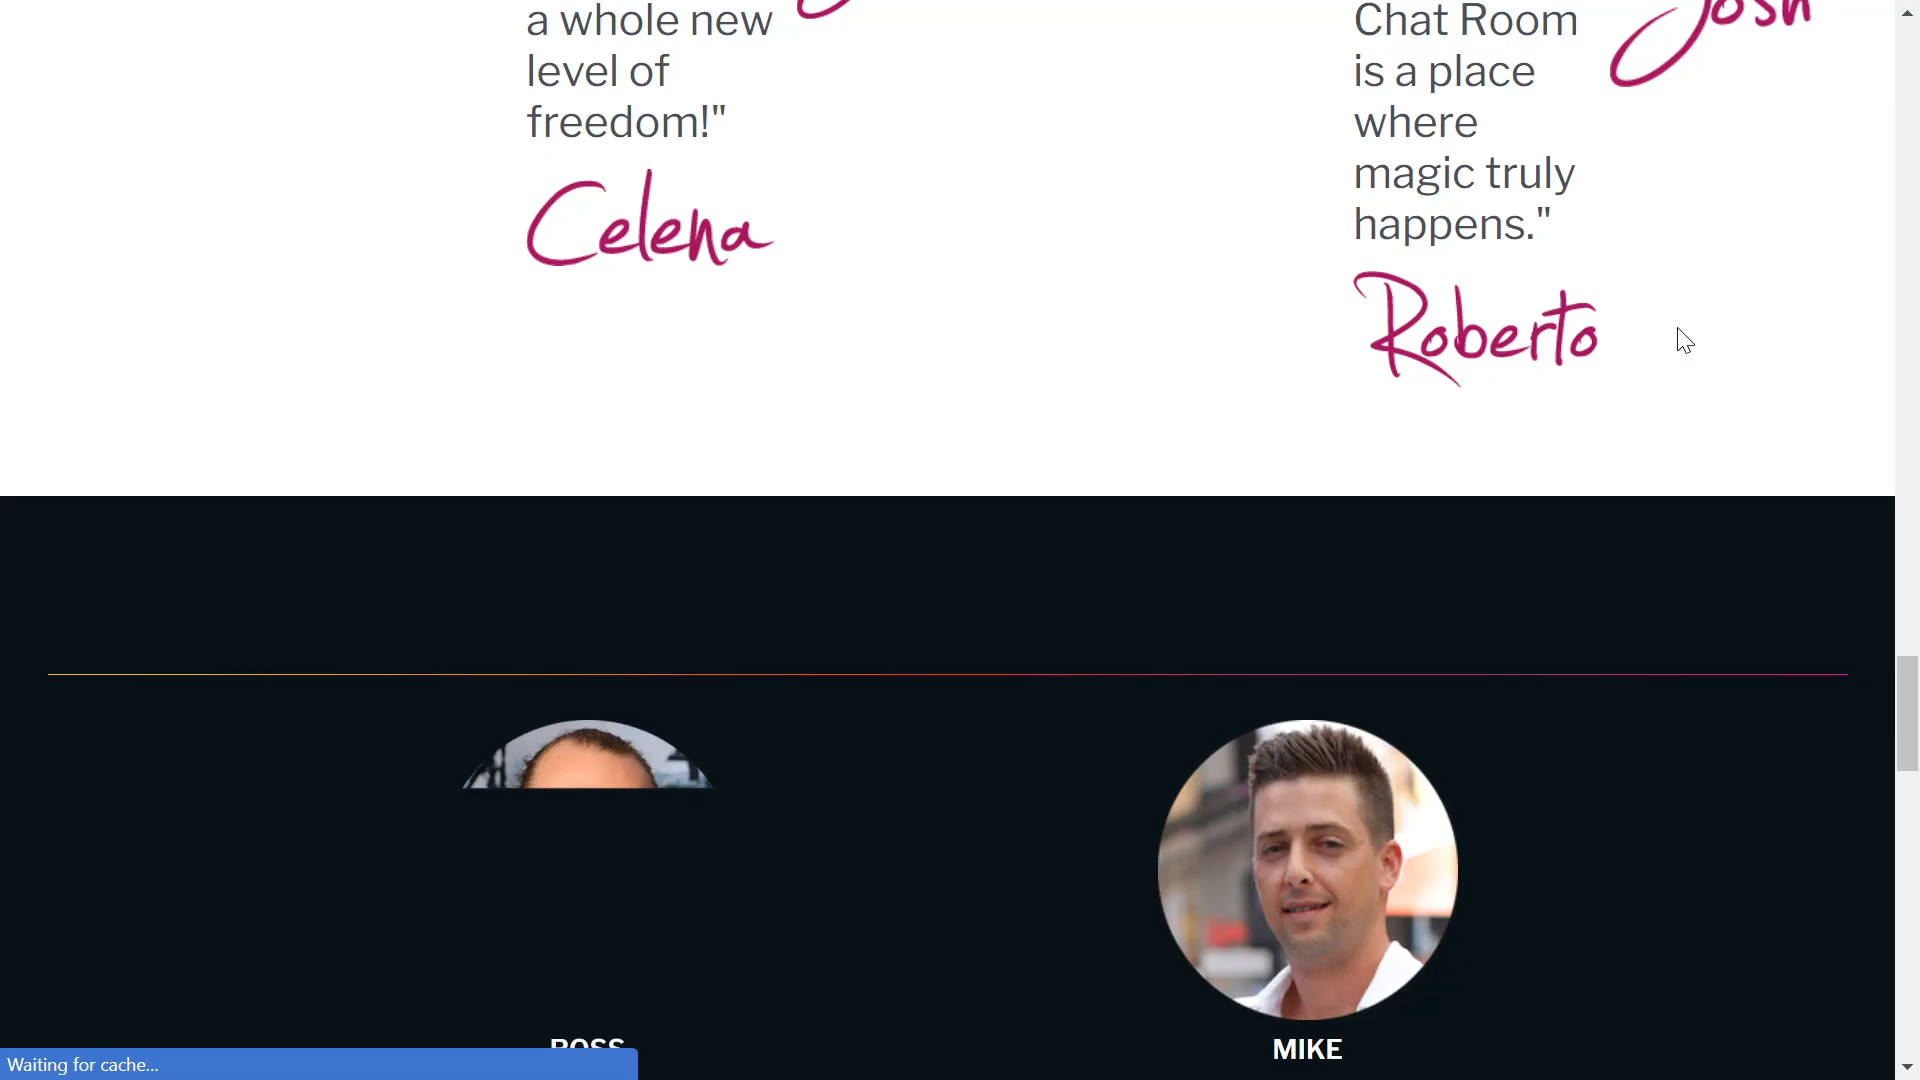 a whole new
level of
freedom!"
Celena
Chat Room
is a place
where
magic truly
happens."
Josh
Roberto
ROSS
MIKE
Waiting for cache...